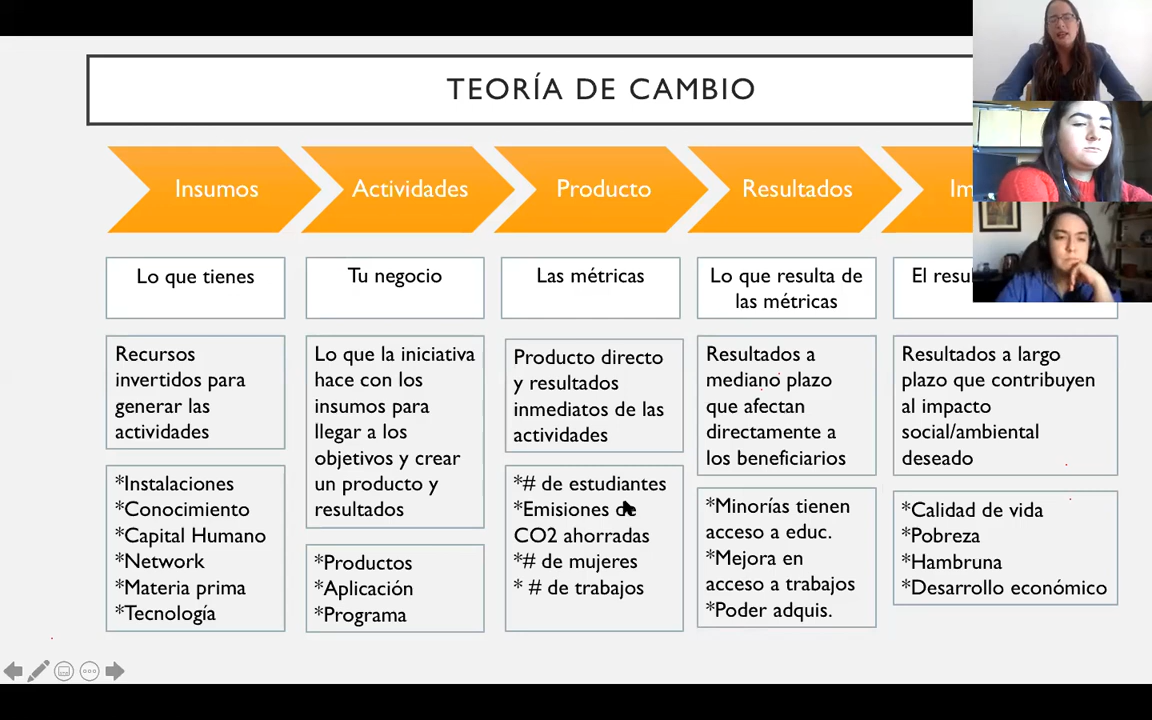 TEORÍA DE CAMBIO
Insumos
Actividades
Producto
Resultados
Lo que tienes
Tu negocio
Las métricas
Lo que resulta de
las métricas
El
Recursos
invertidos para
generar las
actividades
Lo que la iniciativa
hace con los
insumos para
llegar a los
objetivos y crear
un producto y
resultados
Producto directo
y resultados
inmediatos de las
actividades
Resultados a
mediano plazo
que afectan
directamente a
los beneficiarios
Resultados a largo
plazo que contribuyen
al impacto
social/ambiental
deseado
*Instalaciones
*Conocimiento
*Capital Humano
*Network
*Materia prima
*Tecnología
*Productos
*Aplicación
*Programa
*# de estudiantes
*Emisiones de
CO2 ahorradas
*# de mujeres
* # de trabajos
*Minorías tienen
acceso a educ.
*Mejora en
acceso a trabajos
*Poder adquis.
*Calidad de vida
*Pobreza
*Hambruna
*Desarrollo económico